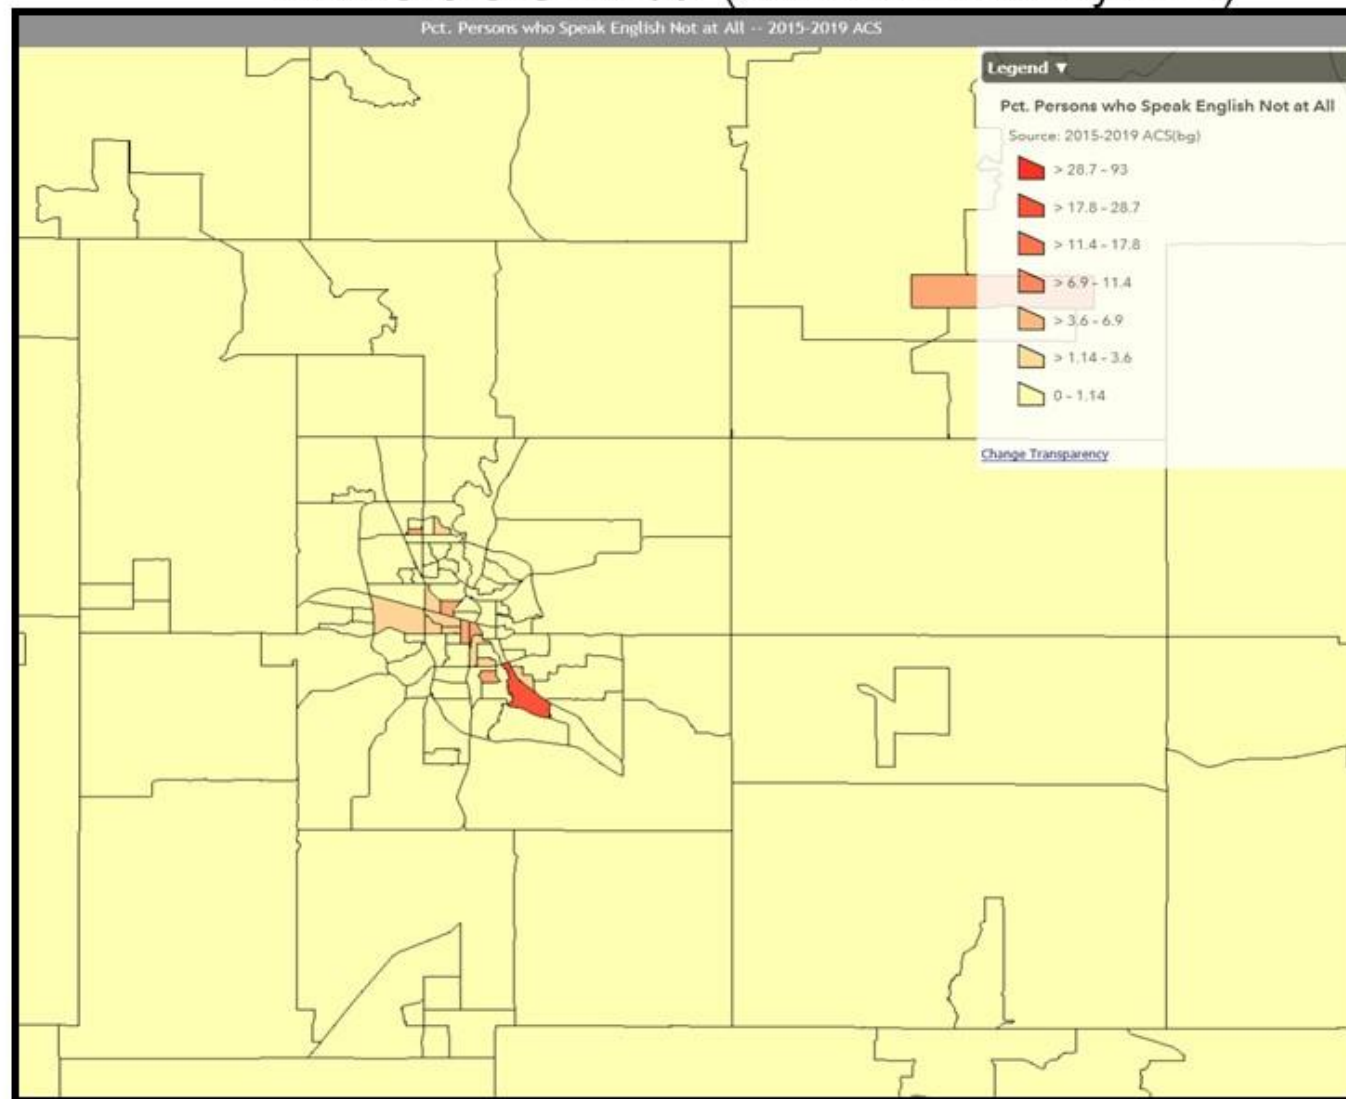 Pct. Persons who Speak English Not at All -- 2015-2019 ACS
Legend ▼
Pct. Persons who Speak English Not at All
Source: 2015-2019 ACS(bg)
> 28.7 - 93
> 17.8 - 28.7
> 11.4 - 17.8
> 6.9 - 11.4
> 3.6 - 6.9
> 1.14 - 3.6
0 - 1.14
Change Transparency